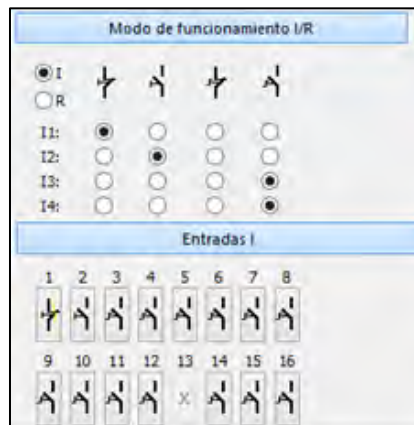 Modo de funcionamiento I/R
I
R
I1:
I2:
I3:
I4:
Entradas I
1 2 3 4 5 6 7 8
9 10 11 12 13 14 15 16
X